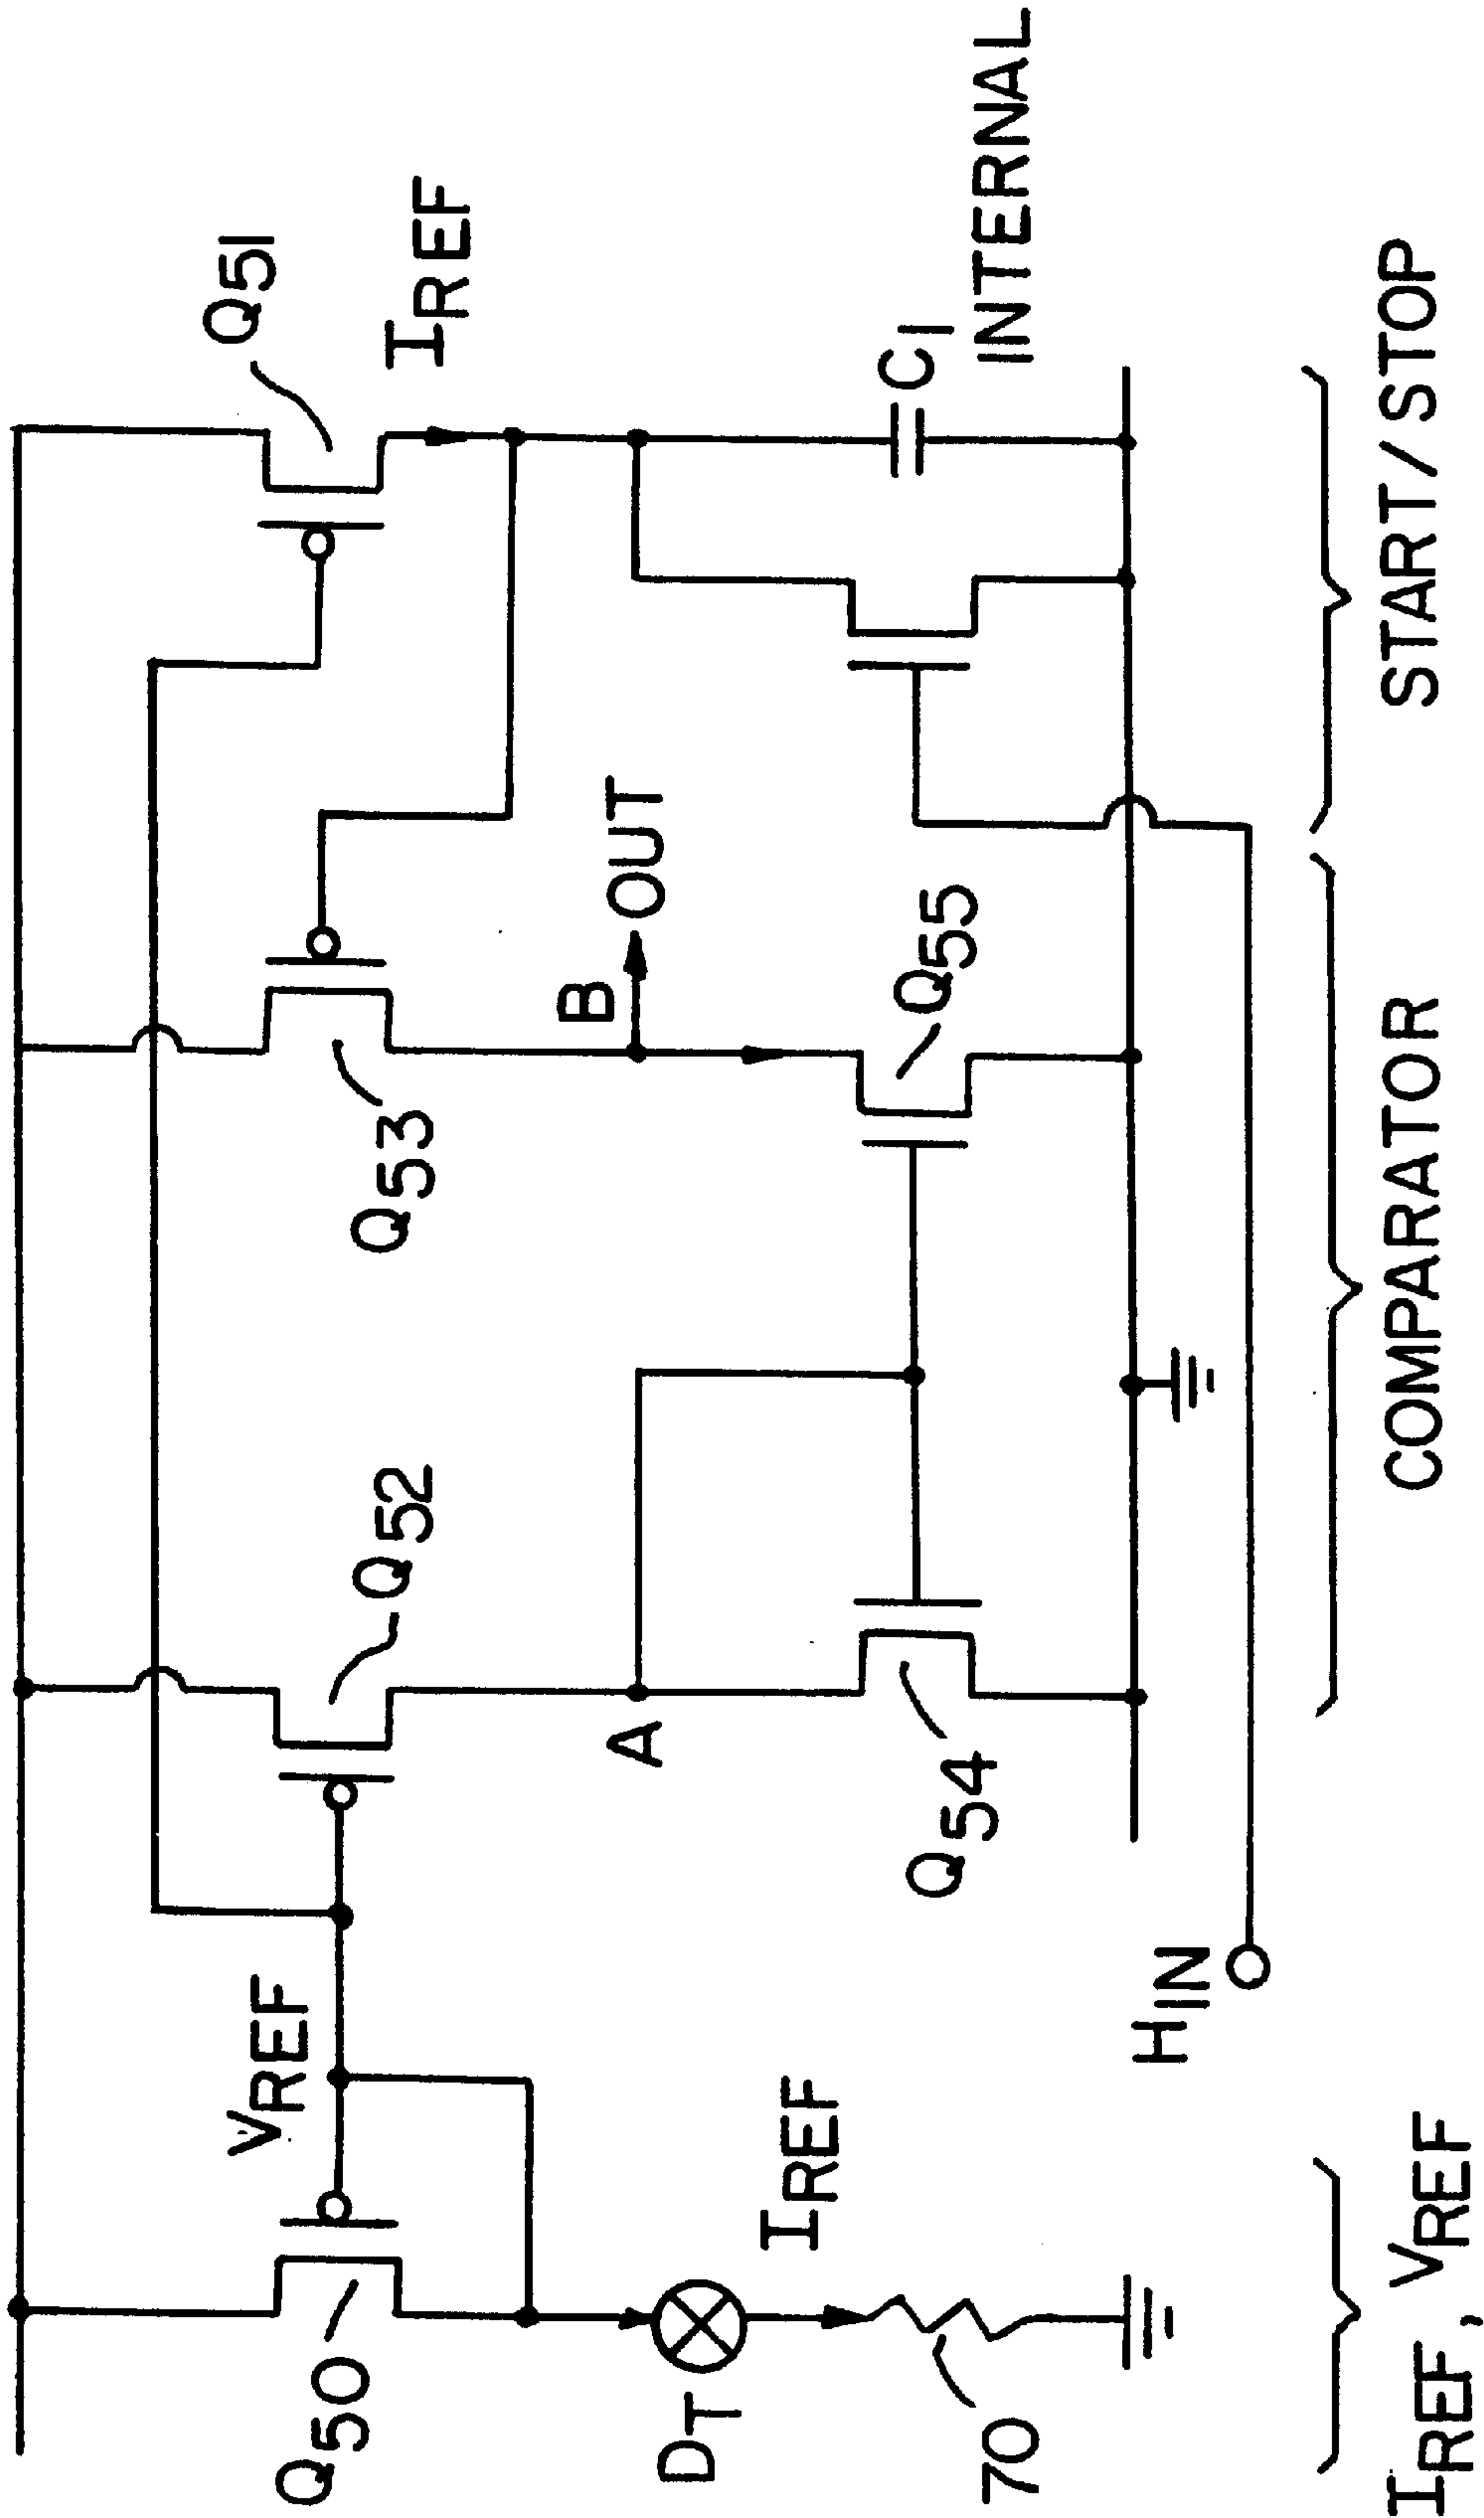 Q50
VREF
Q52
Q53
Q51
IREF
DT
IREF
A
B
OUT
70
Q54
Q55
C1
INTERNAL
HIN
IREF, VREF
COMPARATOR
START/STOP